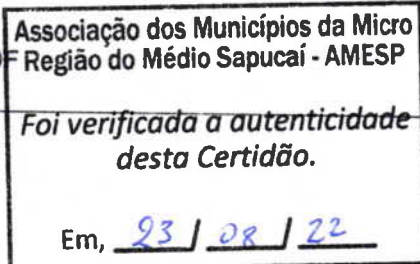 Associação dos Municípios da Micro
F Região do Médio Sapucaí - AMESP
Foi verificada a autenticidade
desta Certidão.
Em, 23 / 08 / 22